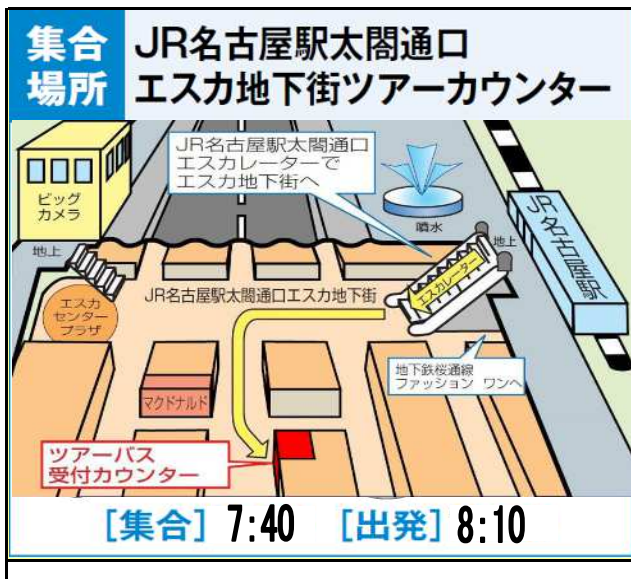 集合
場所
JR名古屋駅太閤通口
エスカ地下街ツアーカウンター
JR名古屋駅太閤通口
エスカレーターで
エスカ地下街へ
ビッグ
カメラ
噴水
JR名古屋駅
地上
地上
エスカレーター
エスカ
センター
プラザ
JR名古屋駅太閤通口エスカ地下街
地下鉄桜通線
ファッション ワンへ
マクドナルド
ツアーバス
受付カウンター
[集合] 7:40 [出発] 8:10